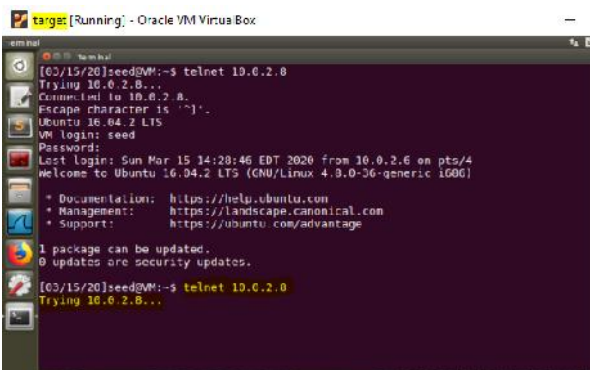 target [Running] - Oracle VM VirtualBox
Terminal
Terminal
[03/15/20]seed@VM:~$ telnet 10.0.2.8
Trying 10.0.2.8...
Connected to 10.0.2.8.
Escape character is '^]'.
Ubuntu 16.04.2 LTS
VM login: seed
Password:
Last login: Sun Mar 15 14:28:46 EDT 2020 from 10.0.2.6 on pts/4
Welcome to Ubuntu 16.04.2 LTS (GNU/Linux 4.8.0-36-generic i686)
* Documentation: https://help.ubuntu.com
* Management: https://landscape.canonical.com
* Support: https://ubuntu.com/advantage
1 package can be updated.
0 updates are security updates.
[03/15/20]seed@VM:~$ telnet 10.0.2.8
Trying 10.0.2.8...